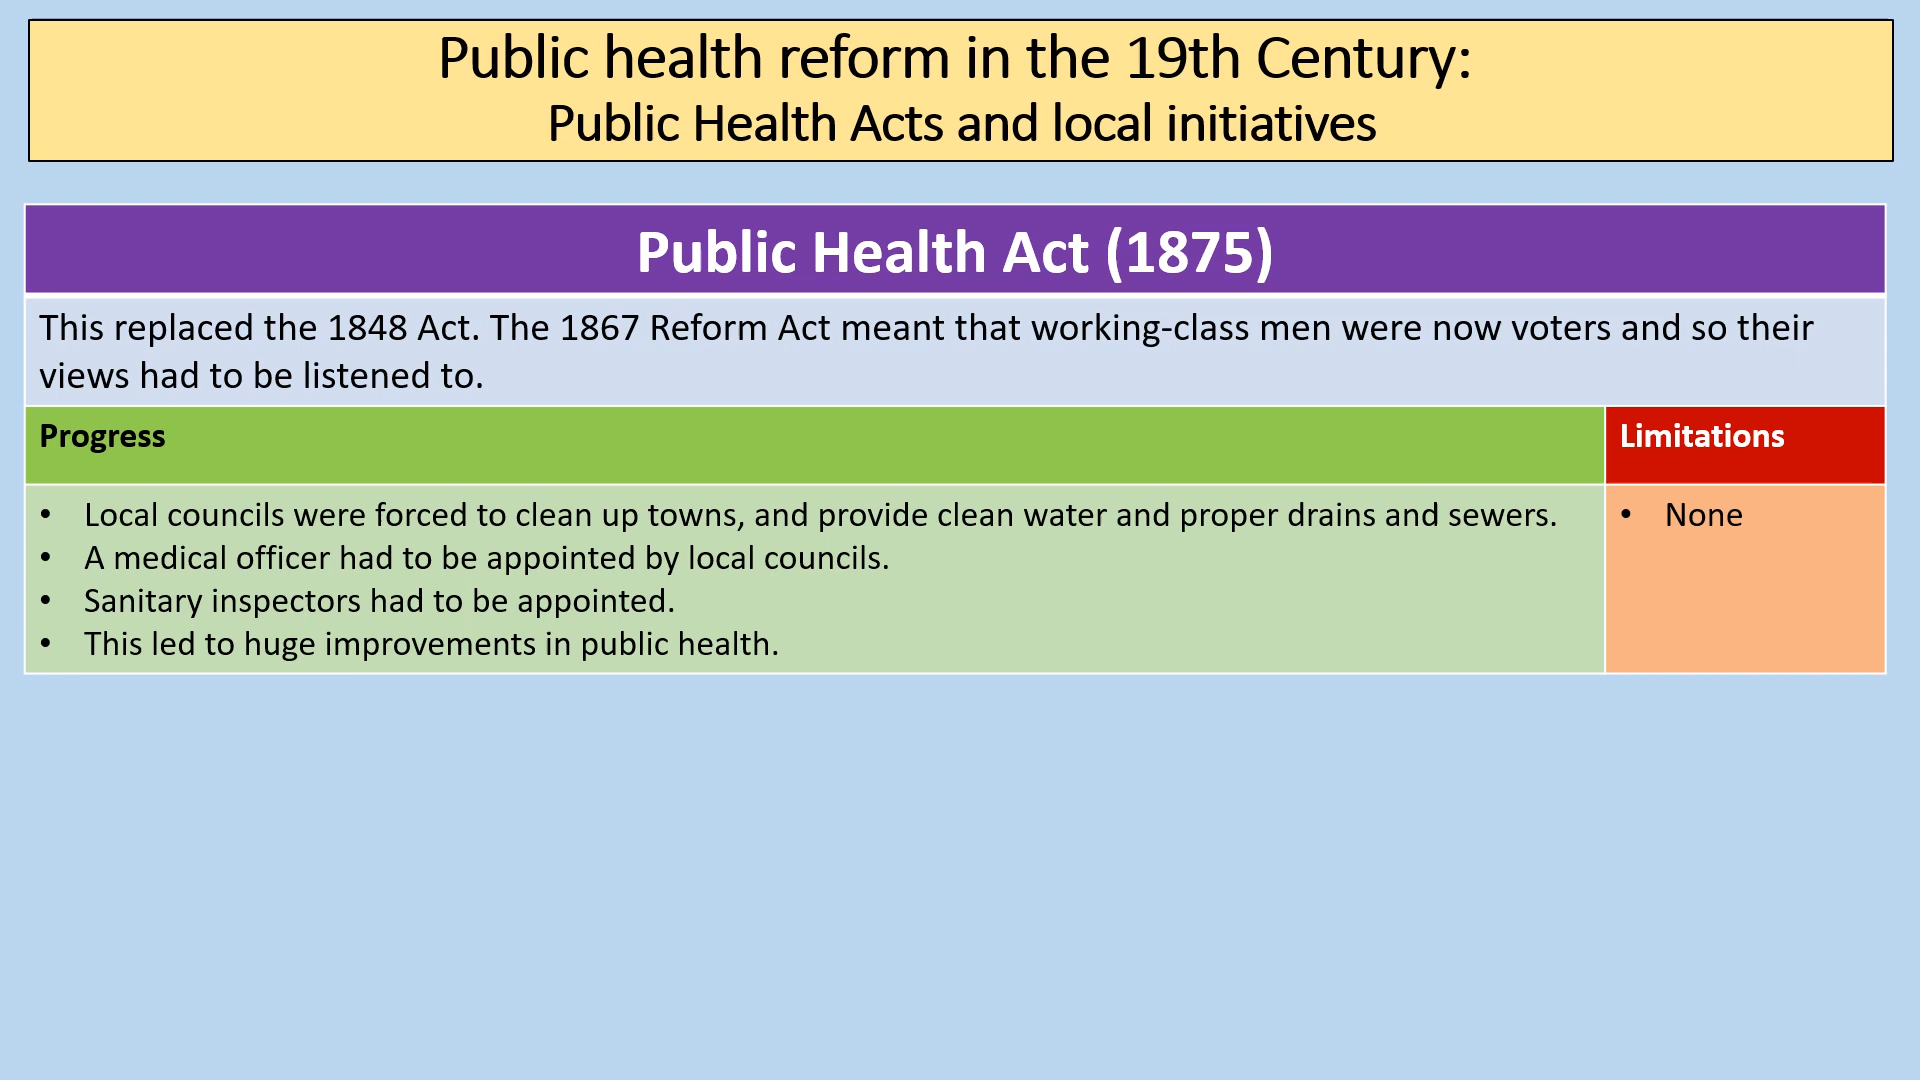 Public health reform in the 19th Century:
Public Health Acts and local initiatives
Public Health Act (1875)
This replaced the 1848 Act. The 1867 Reform Act meant that working-class men were now voters and so their
views had to be listened to.
Progress
Limitations
• Local councils were forced to clean up towns, and provide clean water and proper drains and sewers.
• A medical officer had to be appointed by local councils.
• Sanitary inspectors had to be appointed.
• This led to huge improvements in public health.
• None